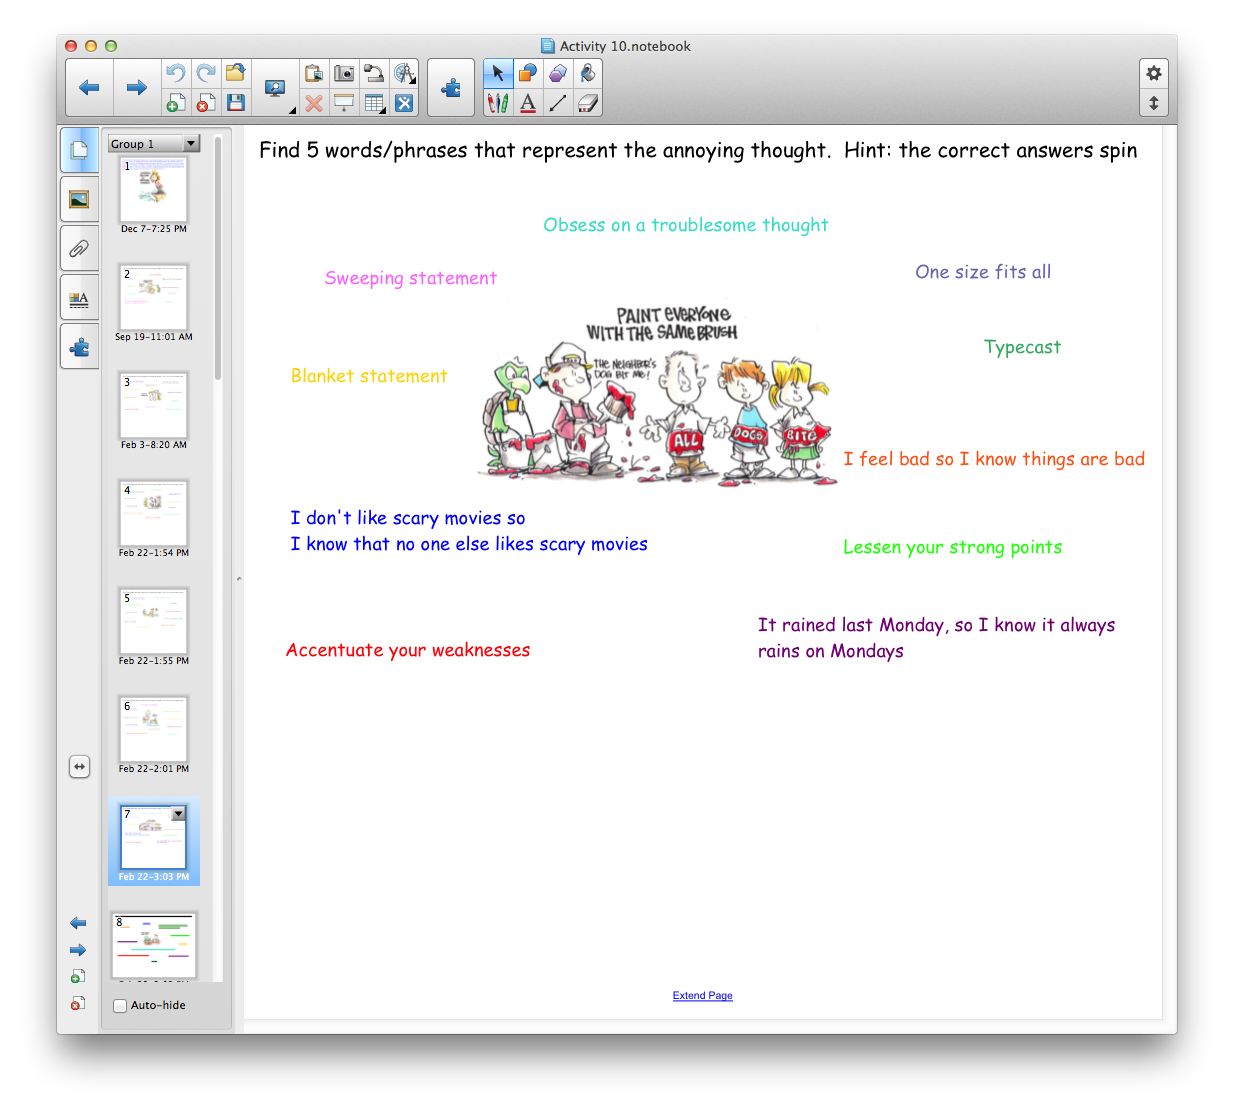 Activity 10.notebook
Group 1
1
Dec 7-7:25 PM
2
Sep 19-11:01 AM
3
Feb 3-8:20 AM
4
Feb 22-1:54 PM
5
Feb 22-1:55 PM
6
Feb 22-2:01 PM
7
Feb 22-3:03 PM
8
Auto-hide
Find 5 words/phrases that represent the annoying thought. Hint: the correct answers spin
Obsess on a troublesome thought
Sweeping statement
One size fits all
PAINT EVERYONE
WITH THE SAME BRUSH
Typecast
THE NEIGHBOR'S
DOG BIT ME!
Blanket statement
ALL
DOGS
BITE
I feel bad so I know things are bad
I don't like scary movies so
I know that no one else likes scary movies
Lessen your strong points
It rained last Monday, so I know it always
rains on Mondays
Accentuate your weaknesses
Extend Page